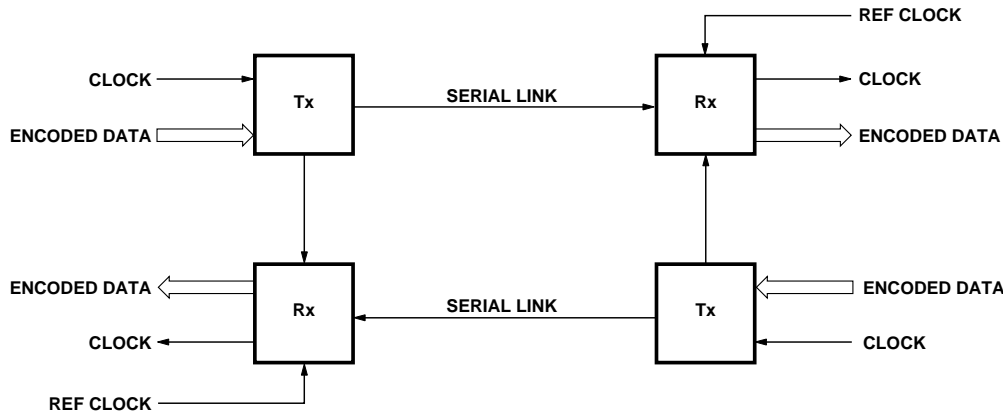 REF CLOCK
CLOCK
Tx
SERIAL LINK
Rx
CLOCK
ENCODED DATA
ENCODED DATA
ENCODED DATA
Rx
SERIAL LINK
Tx
ENCODED DATA
CLOCK
CLOCK
REF CLOCK